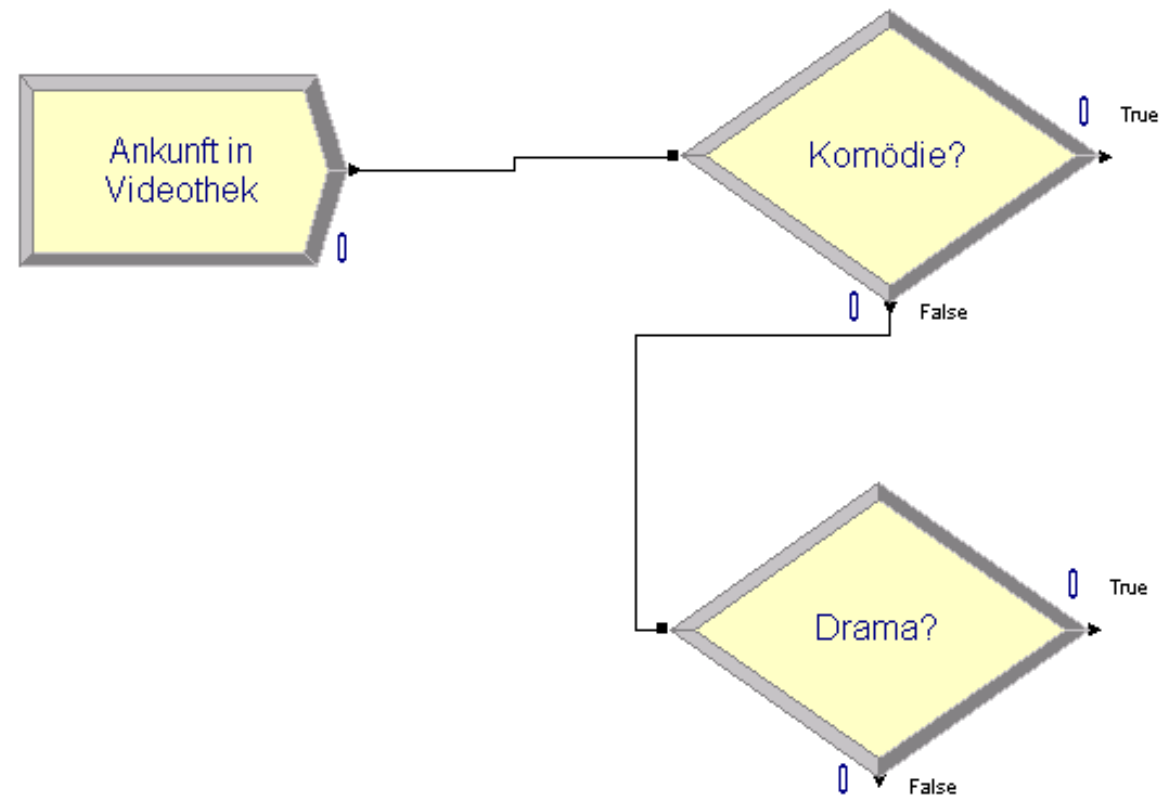 Ankunft in
Videothek
0
Komödie?
0
True
0
False
Drama?
0
True
0
False